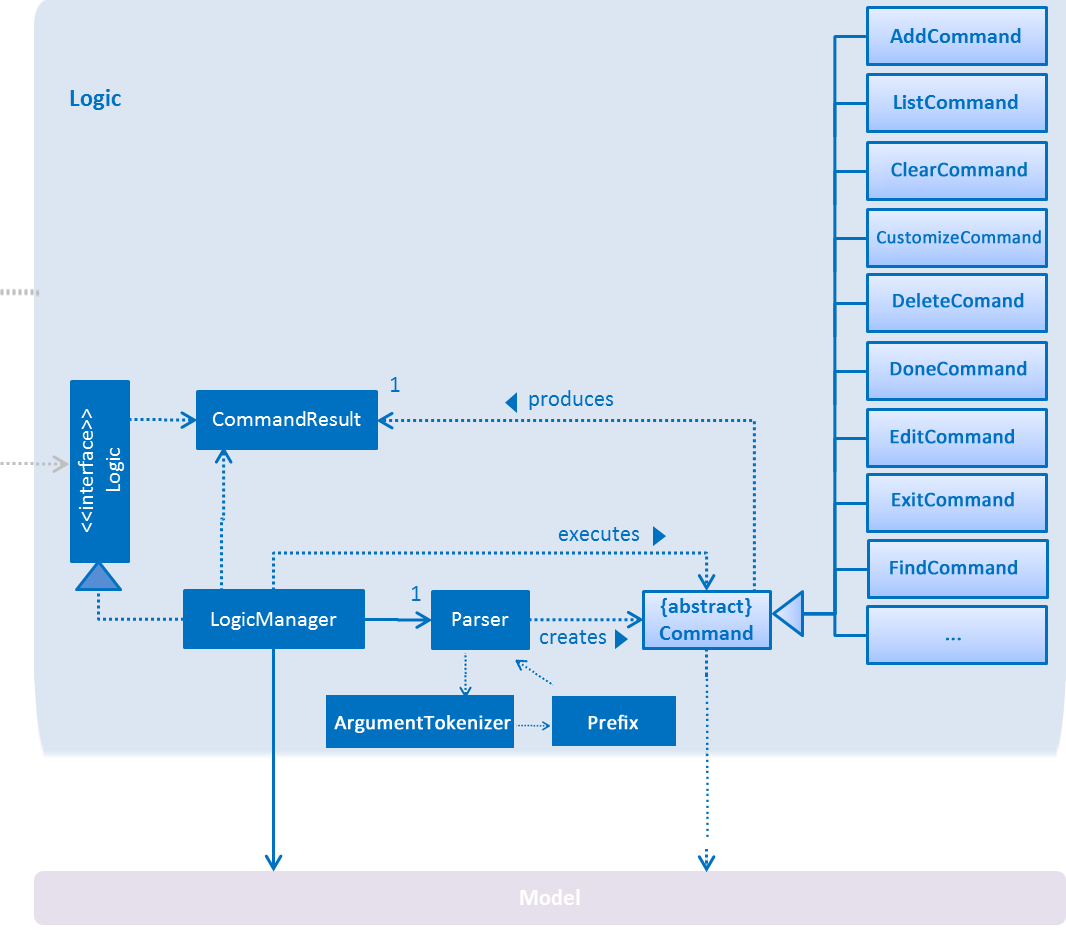 Logic
AddCommand
ListCommand
ClearCommand
CustomizeCommand
DeleteComand
DoneCommand
EditCommand
ExitCommand
FindCommand
...
<<interface>>
Logic
CommandResult
1
produces
executes
LogicManager
1
Parser
creates
{abstract}
Command
ArgumentTokenizer
Prefix
Model